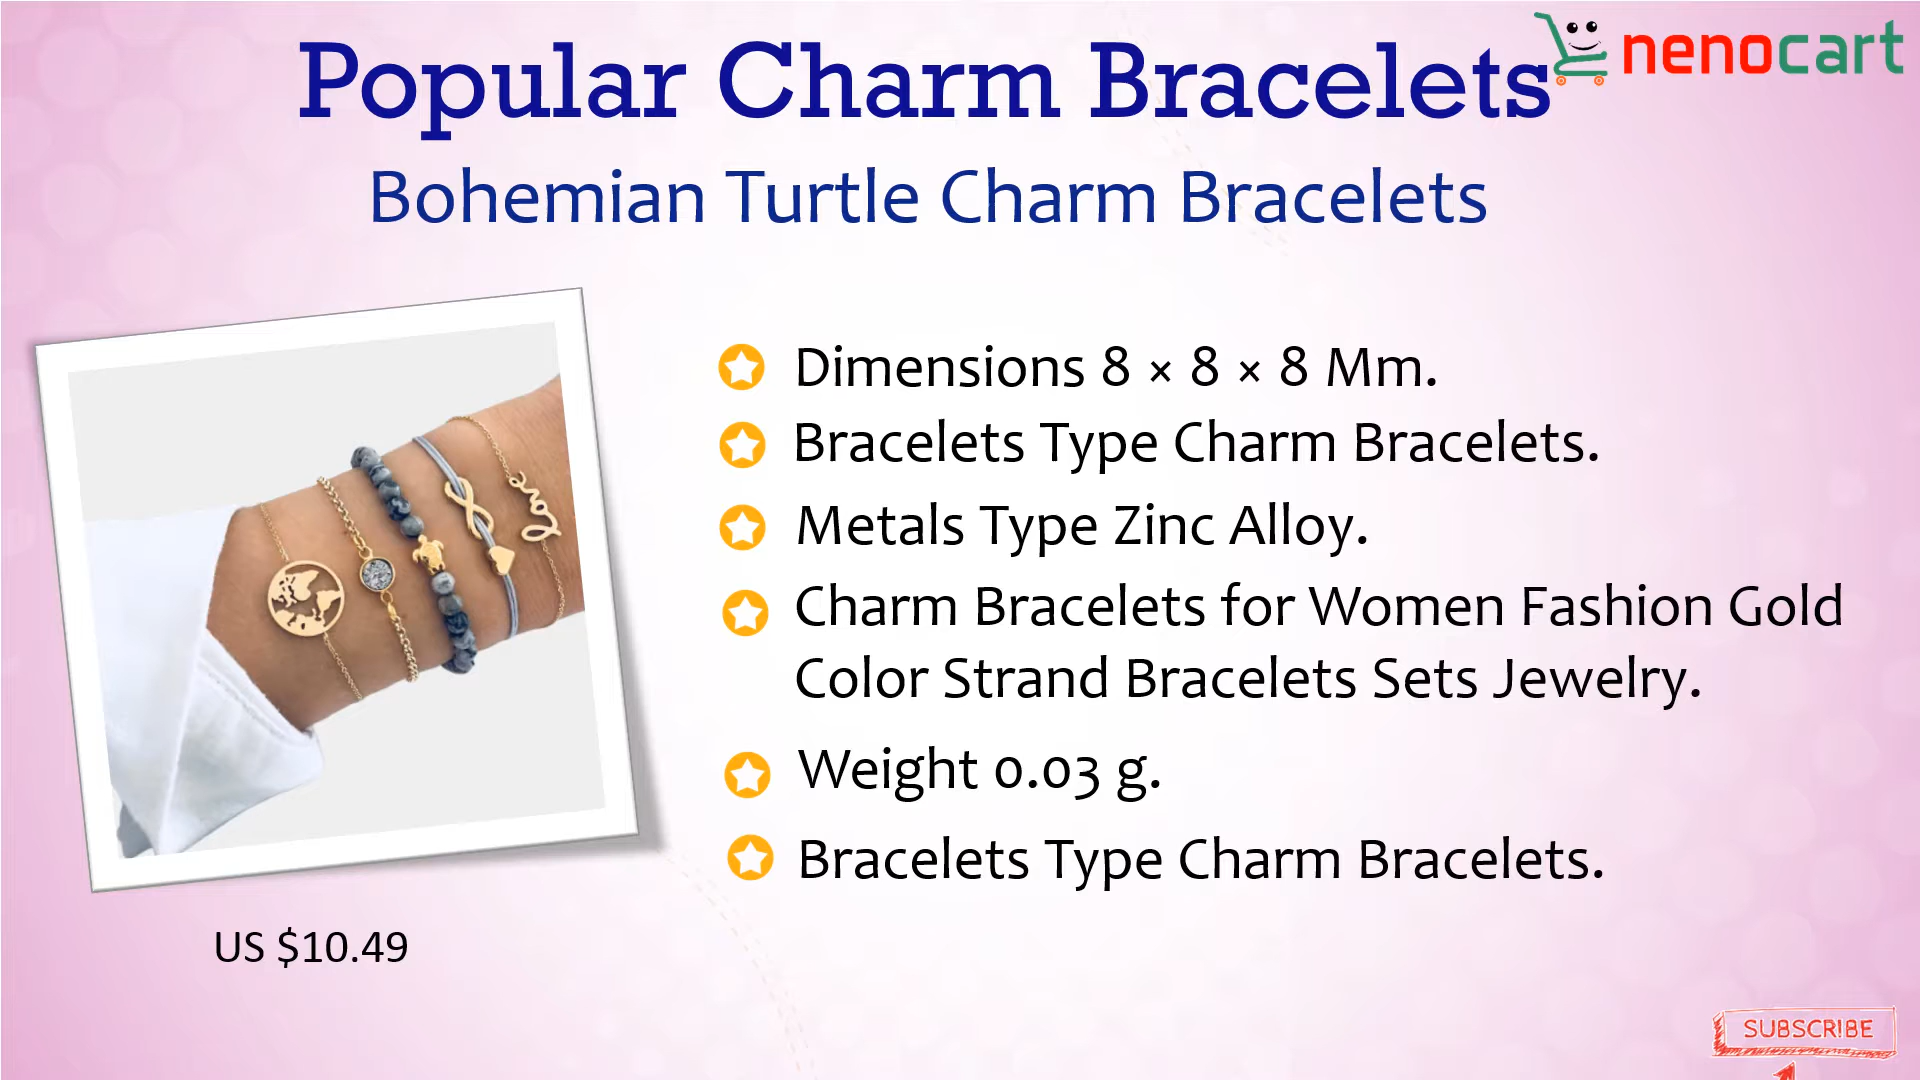 nenocart
Popular Charm Bracelets
Bohemian Turtle Charm Bracelets
Dimensions 8 × 8 × 8 Mm.
Bracelets Type Charm Bracelets.
Metals Type Zinc Alloy.
Charm Bracelets for Women Fashion Gold
Color Strand Bracelets Sets Jewelry.
Weight 0.03 g.
Bracelets Type Charm Bracelets.
love
US $10.49
SUBSCRIBE